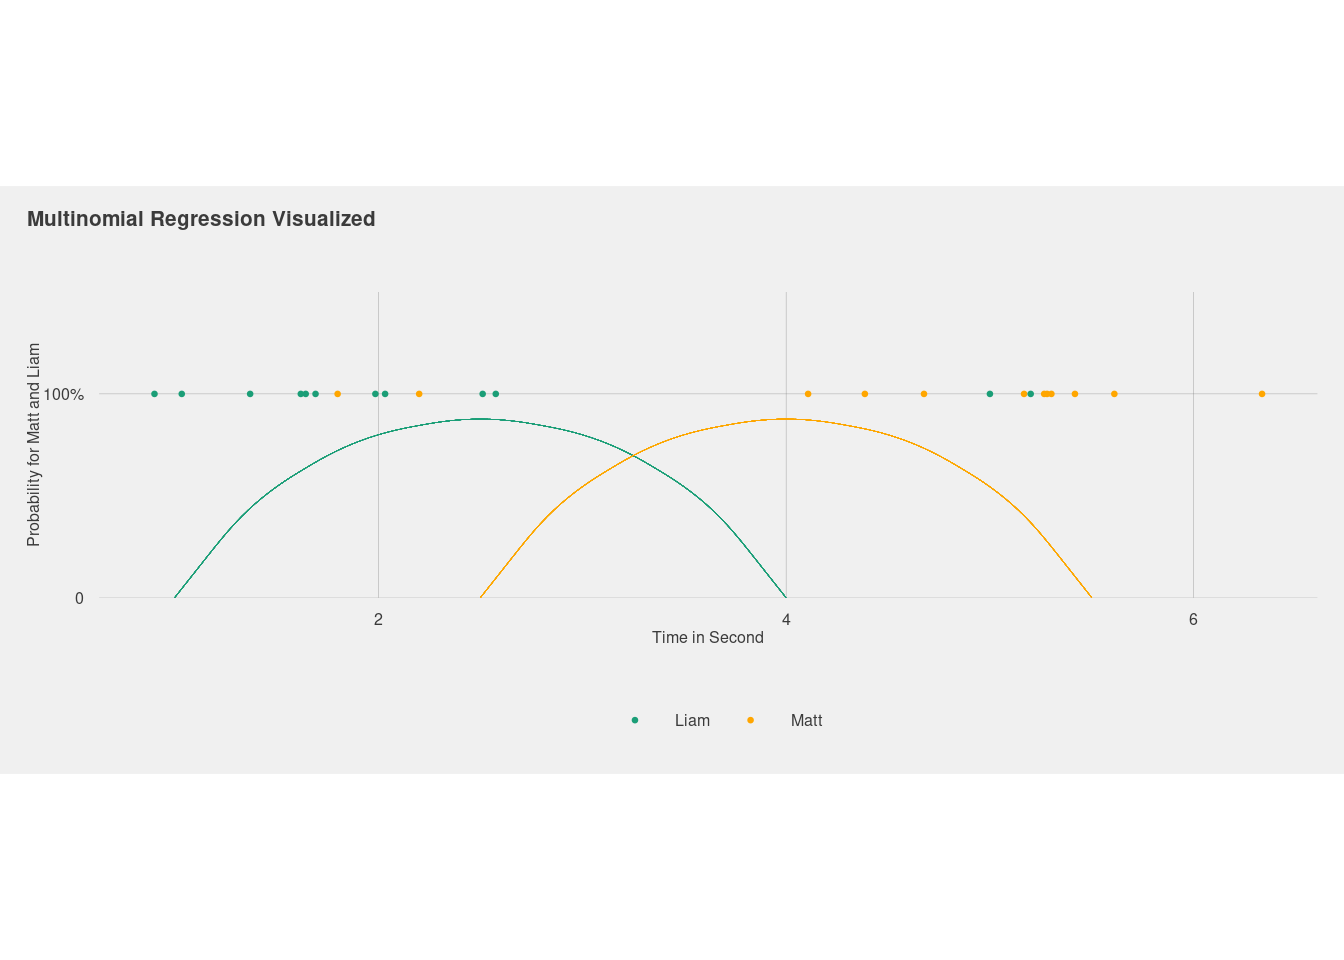 Multinomial Regression Visualized
Probability for Matt and Liam
100%
0
2
4
6
Time in Second
Liam
Matt